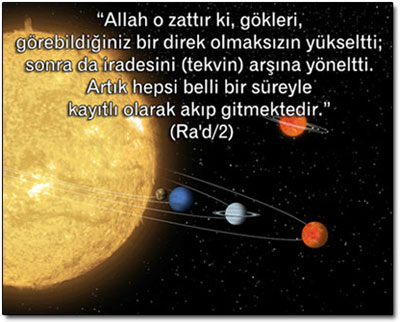 “Allah o zattır ki, gökleri,
görebildiğiniz bir direk olmaksızın yükseltti;
sonra da iradesini (tekvin) arşına yöneltti.
Artık hepsi belli bir süreyle
kayıtlı olarak akıp gitmektedir.”
(Ra'd/2)